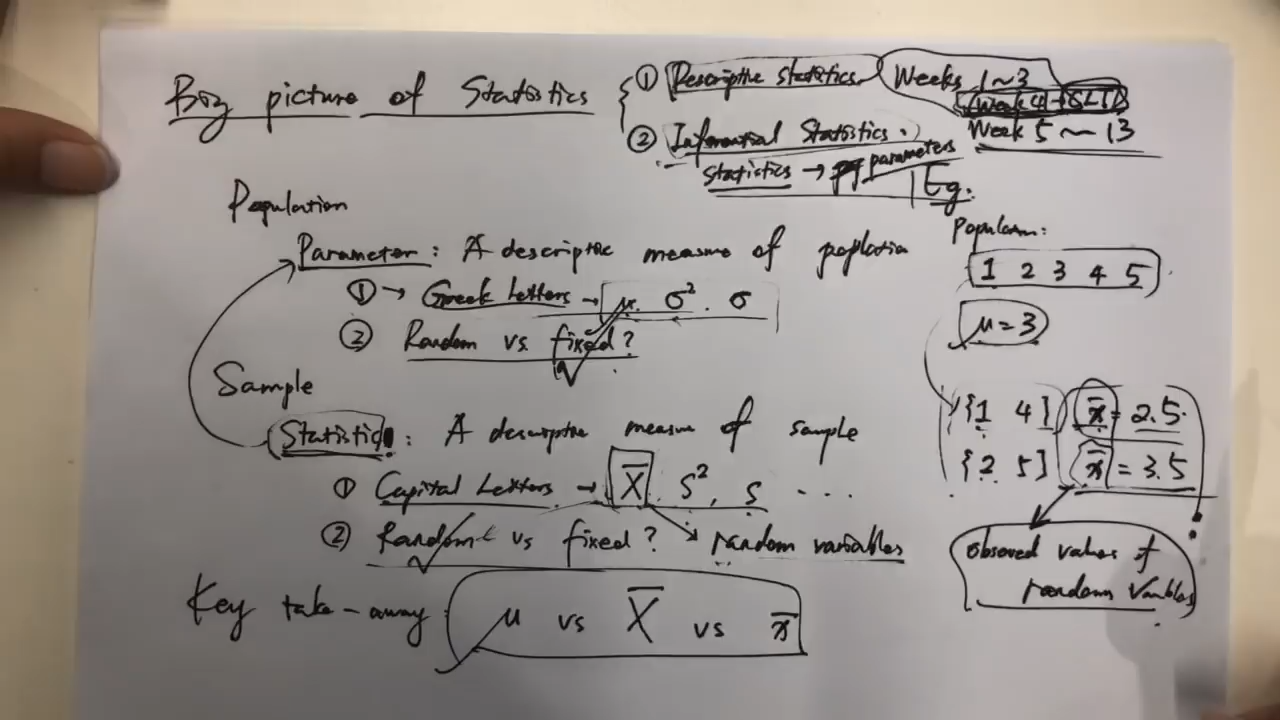 Big picture of Statistics
① Descriptive Statistics Weeks 1~3
Week 4 → SLTD
② Inferential Statistics. Week 5 ~ 13
Statistics → parameters
Eg.
Population
Parameter: A descriptive measure of poplation
① → Greek Letters → μ. σ². σ
② Random vs fixed?
Sample
Statistic: A descriptive measure of sample
① Capital Letters → X̄ S², S ...
② Random vs fixed? → random variables
Key take-away: μ vs X̄ vs x̄
1 2 3 4 5
μ=3
{1 4} x̄ = 2.5
{2 5} x̄ = 3.5
observed values of
random variables